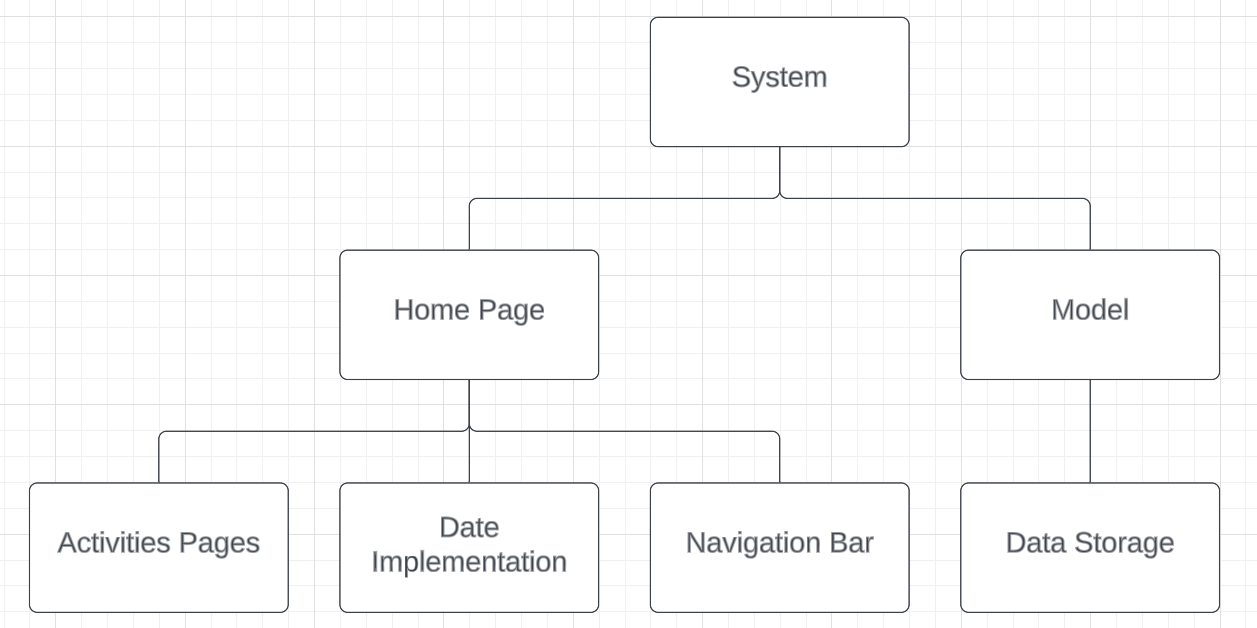 System
Home Page
Model
Activities Pages
Date
Implementation
Navigation Bar
Data Storage